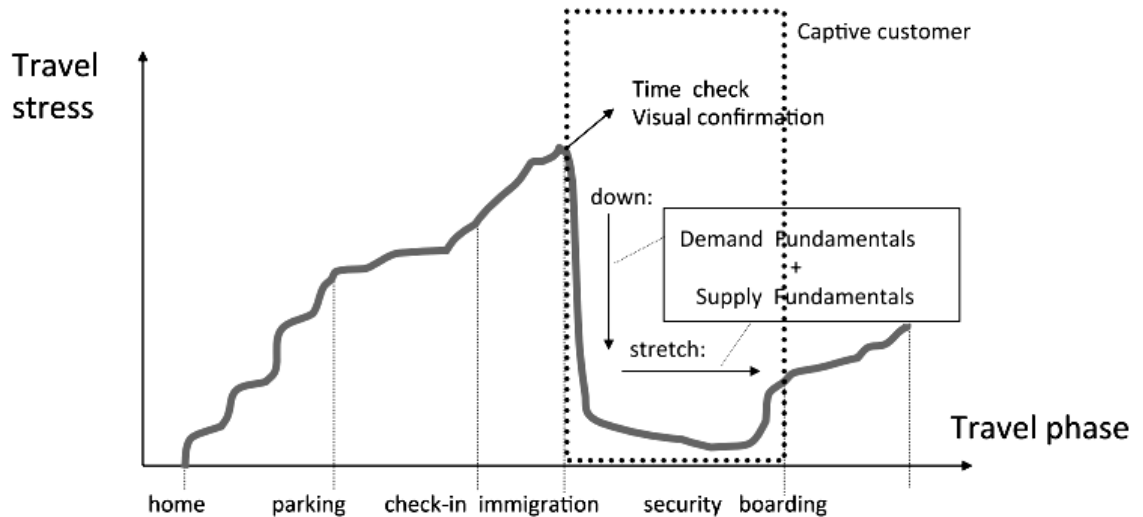 Captive customer
Travel
stress
Time check
Visual confirmation
down:
Demand Fundamentals
+
Supply Fundamentals
stretch:
Travel phase
home parking check-in immigration security boarding